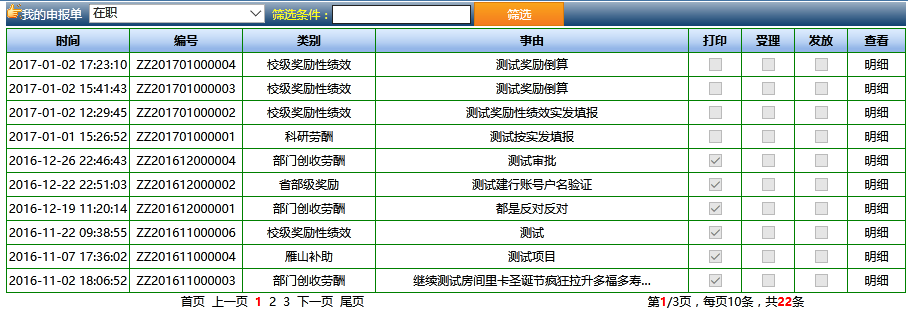 我的申报单 在职 筛选条件： 筛选
时间 编号 类别 事由 打印 受理 发放 查看
2017-01-02 17:23:10 ZZ201701000004 校级奖励性绩效 测试奖励倒算 明细
2017-01-02 15:41:43 ZZ201701000003 校级奖励性绩效 测试奖励倒算 明细
2017-01-02 12:29:45 ZZ201701000002 校级奖励性绩效 测试奖励性绩效实发填报 明细
2017-01-01 15:26:52 ZZ201701000001 科研劳酬 测试按实发填报 明细
2016-12-26 22:46:43 ZZ201612000004 部门创收劳酬 测试审批 明细
2016-12-22 22:51:03 ZZ201612000002 省部级奖励 测试建行账号户名验证 明细
2016-12-19 11:20:14 ZZ201612000001 部门创收劳酬 都是反对反对 明细
2016-11-22 09:38:55 ZZ201611000006 校级奖励性绩效 测试 明细
2016-11-07 17:36:02 ZZ201611000004 雁山补助 测试项目 明细
2016-11-02 18:06:52 ZZ201611000003 部门创收劳酬 继续测试房间里卡圣诞节疯狂拉升多福多寿... 明细
首页 上一页 1 2 3 下一页 尾页 第1/3页，每页10条，共22条